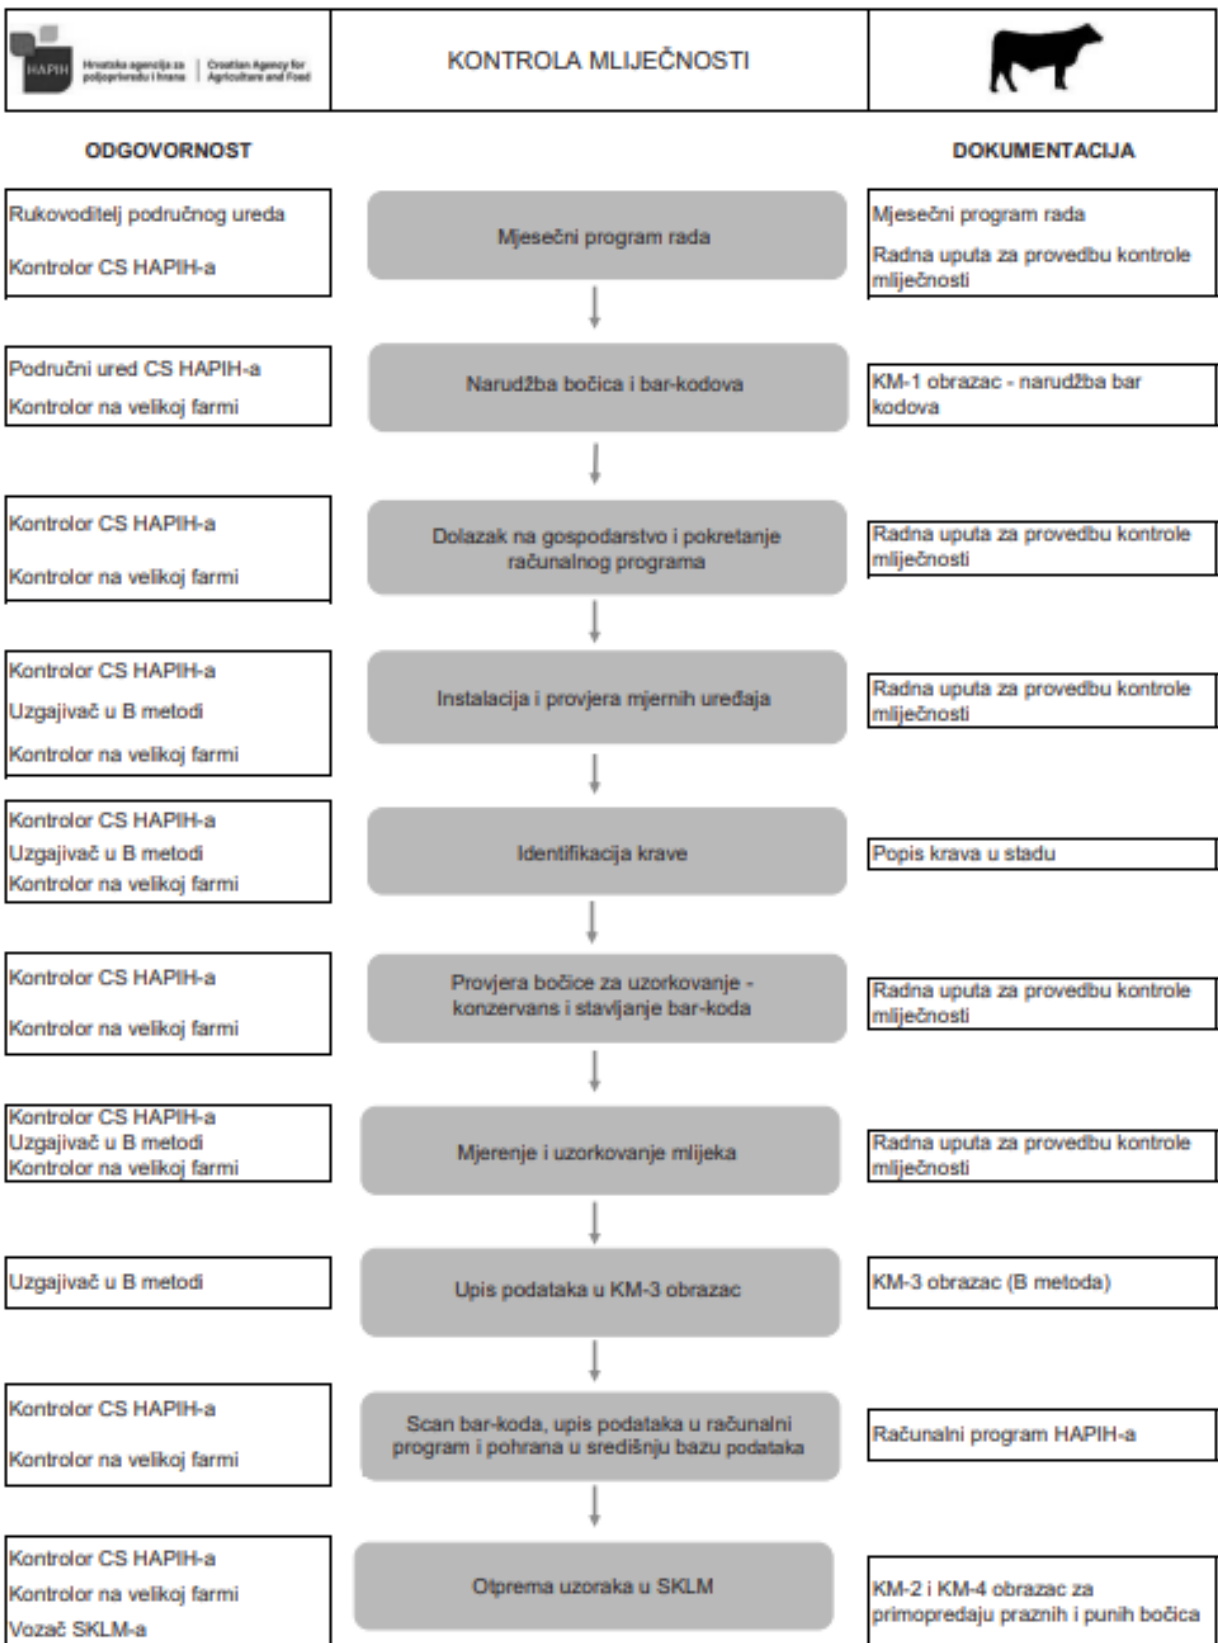 HAPIH
Hrvatska agencija za
poljoprivredu i hranu
Croatian Agency for
Agriculture and Food
KONTROLA MLIJEČNOSTI
ODGOVORNOST
DOKUMENTACIJA
Rukovoditelj područnog ureda
Kontrolor CS HAPIH-a
Mjesečni program rada
Mjesečni program rada
Radna uputa za provedbu kontrole
mliječnosti
Područni ured CS HAPIH-a
Kontrolor na velikoj farmi
Narudžba bočica i bar-kodova
KM-1 obrazac - narudžba bar
kodova
Kontrolor CS HAPIH-a
Kontrolor na velikoj farmi
Dolazak na gospodarstvo i pokretanje
računalnog programa
Radna uputa za provedbu kontrole
mliječnosti
Kontrolor CS HAPIH-a
Uzgajivač u B metodi
Kontrolor na velikoj farmi
Instalacija i provjera mjernih uređaja
Radna uputa za provedbu kontrole
mliječnosti
Kontrolor CS HAPIH-a
Uzgajivač u B metodi
Kontrolor na velikoj farmi
Identifikacija krave
Popis krava u stadu
Kontrolor CS HAPIH-a
Kontrolor na velikoj farmi
Provjera bočice za uzorkovanje -
konzervans i stavljanje bar-koda
Radna uputa za provedbu kontrole
mliječnosti
Kontrolor CS HAPIH-a
Uzgajivač u B metodi
Kontrolor na velikoj farmi
Mjerenje i uzorkovanje mlijeka
Radna uputa za provedbu kontrole
mliječnosti
Uzgajivač u B metodi
Upis podataka u KM-3 obrazac
KM-3 obrazac (B metoda)
Kontrolor CS HAPIH-a
Kontrolor na velikoj farmi
Scan bar-koda, upis podataka u računalni
program i pohrana u središnju bazu podataka
Računalni program HAPIH-a
Kontrolor CS HAPIH-a
Kontrolor na velikoj farmi
Vozač SKLM-a
Otprema uzoraka u SKLM
KM-2 i KM-4 obrazac za
primopredaju praznih i punih bočica